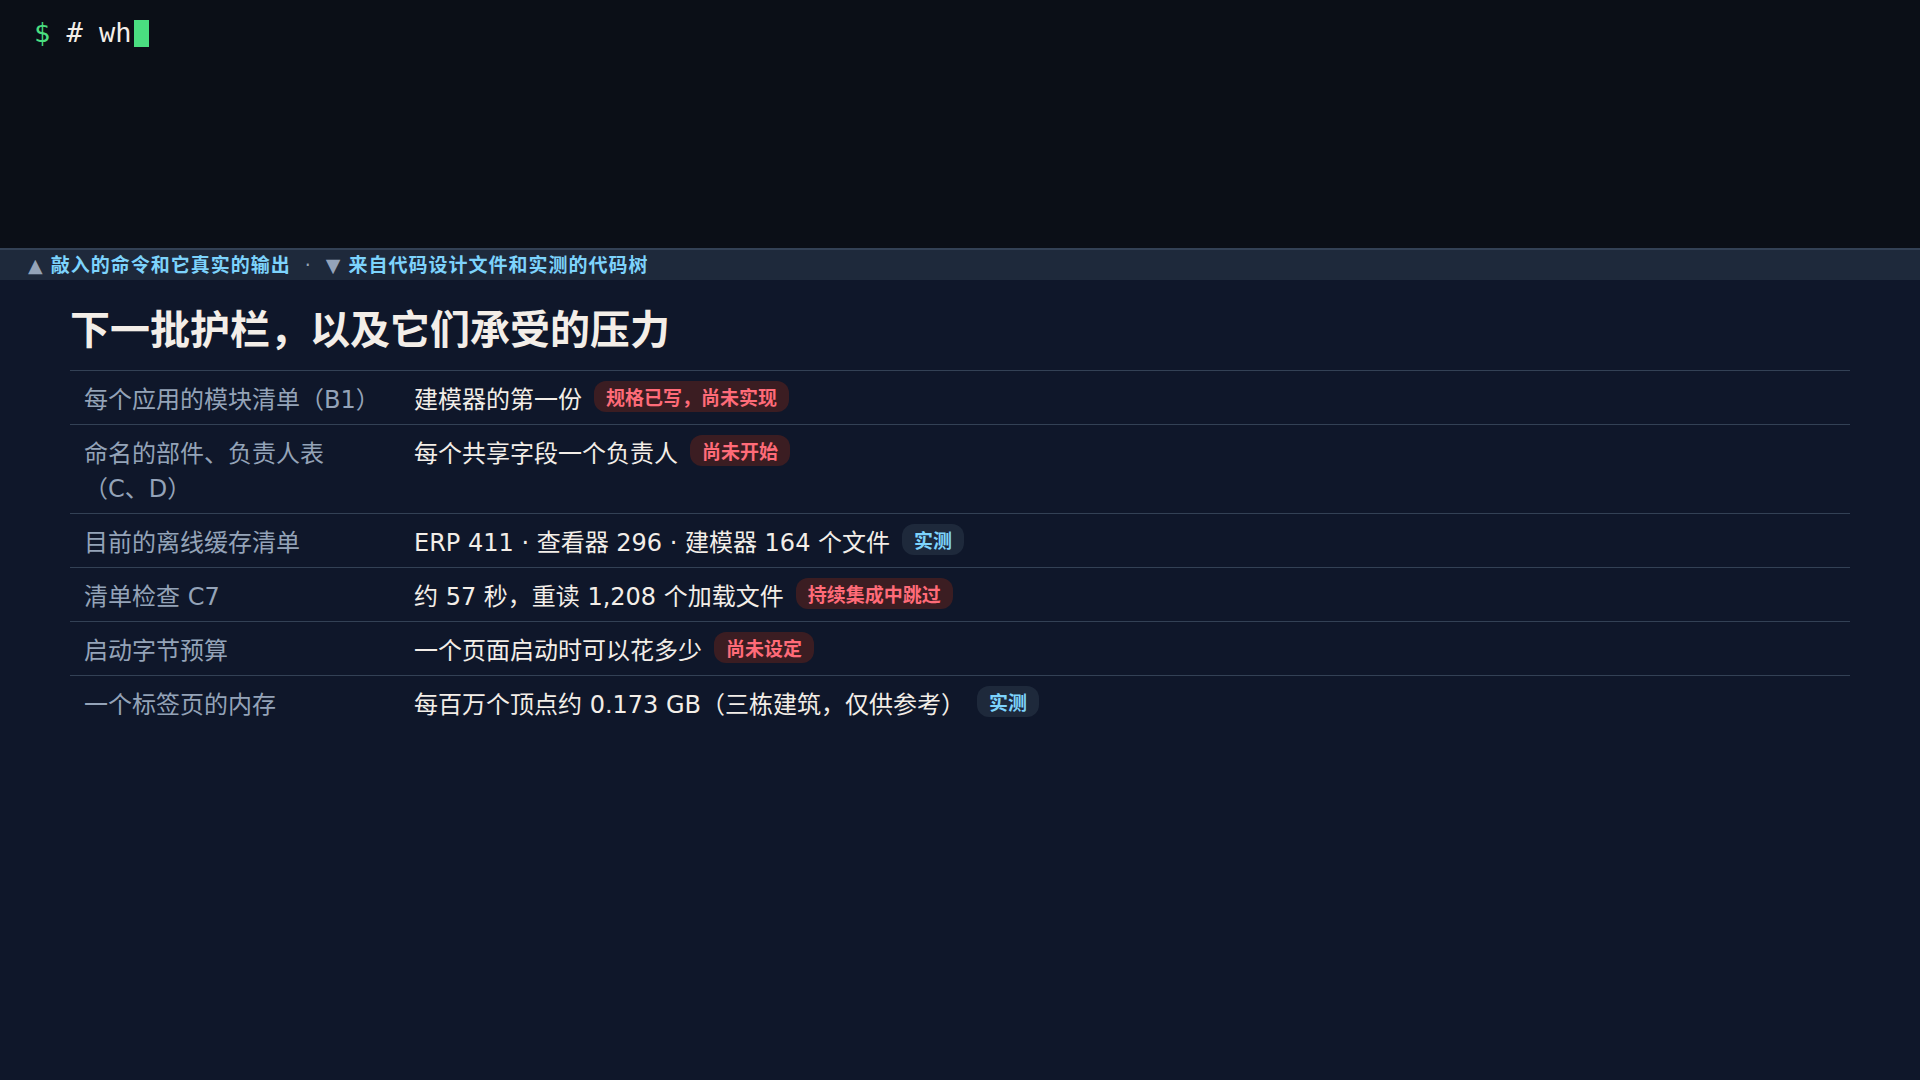 $ # wh
▲ 敲入的命令和它真实的输出 · ▼ 来自代码设计文件和实测的代码树
下一批护栏，以及它们承受的压力
每个应用的模块清单（B1） 建模器的第一份 规格已写，尚未实现
命名的部件、负责人表 每个共享字段一个负责人 尚未开始
（C、D）
目前的离线缓存清单 ERP 411 · 查看器 296 · 建模器 164 个文件 实测
清单检查 C7 约 57 秒，重读 1,208 个加载文件 持续集成中跳过
启动字节预算 一个页面启动时可以花多少 尚未设定
一个标签页的内存 每百万个顶点约 0.173 GB（三栋建筑，仅供参考） 实测